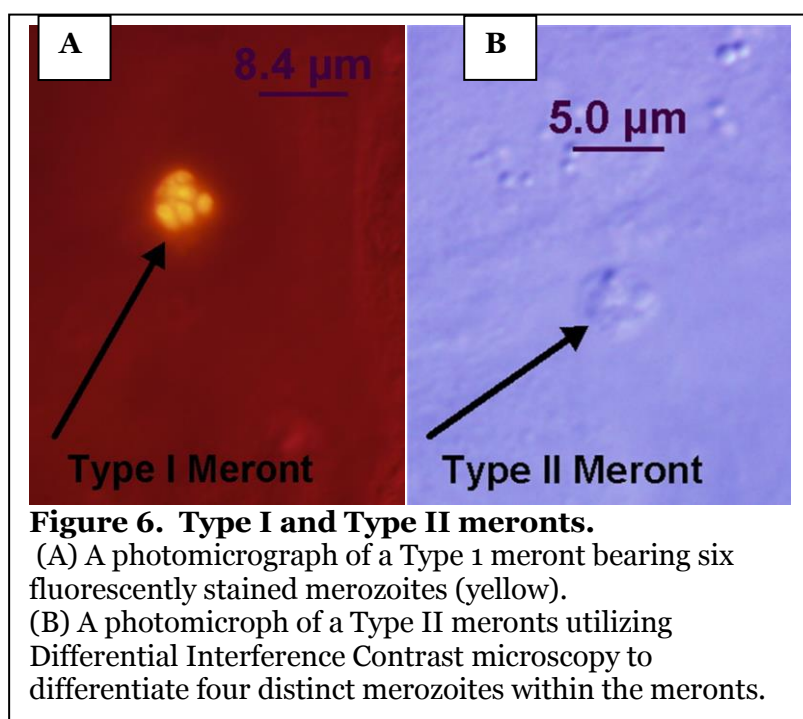 A
B
8.4 µm
5.0 µm
Type I Meront
Type II Meront
Figure 6.  Type I and Type II meronts.
(A) A photomicrograph of a Type 1 meront bearing six
fluorescently stained merozoites (yellow).
(B) A photomicroph of a Type II meronts utilizing
Differential Interference Contrast microscopy to
differentiate four distinct merozoites within the meronts.